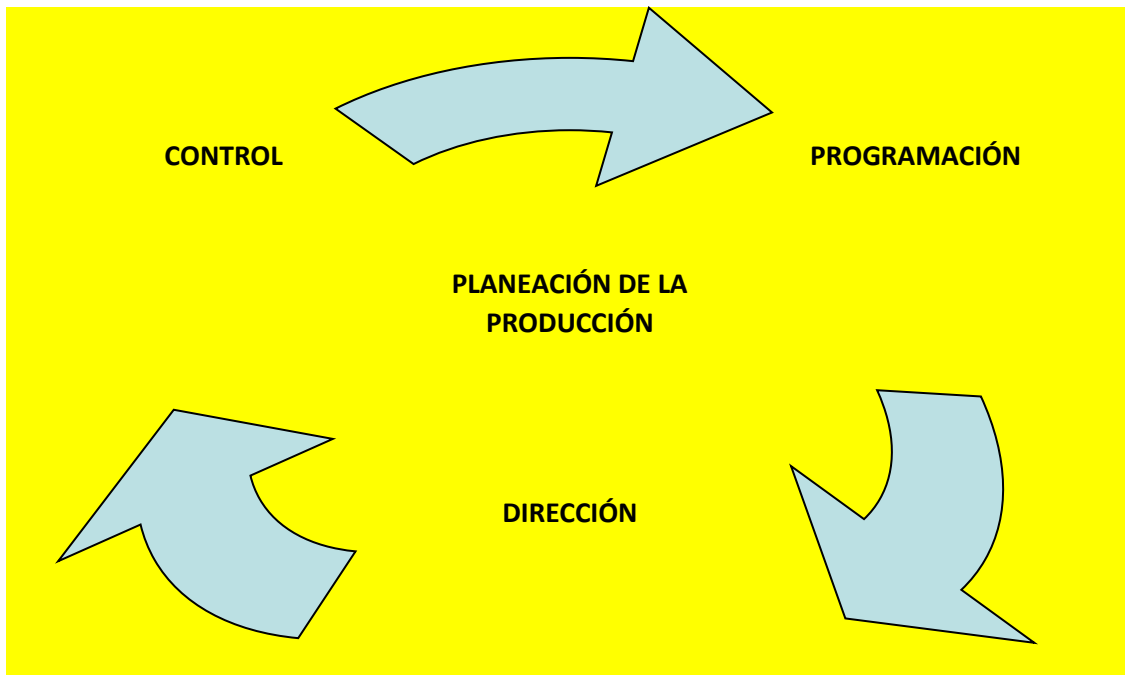 CONTROL
PROGRAMACIÓN
PLANEACIÓN DE LA
PRODUCCIÓN
DIRECCIÓN